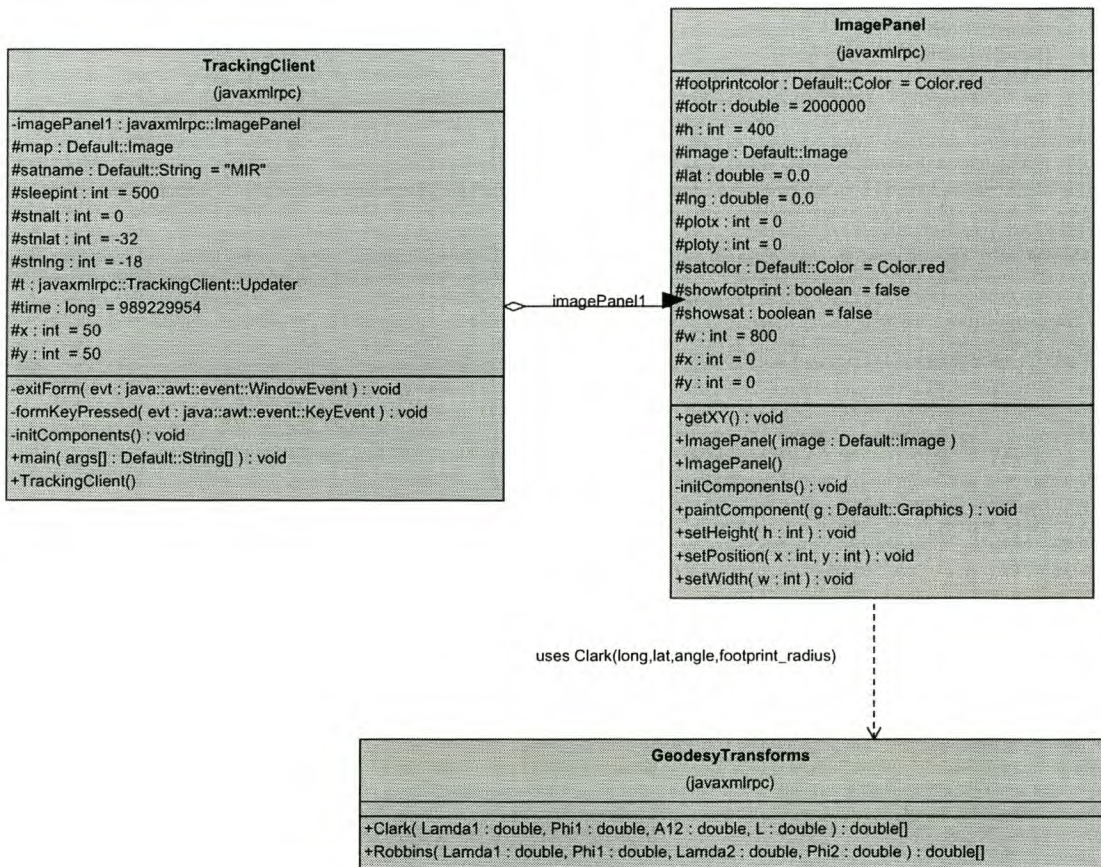 TrackingClient
(javaxmlrpc)
-imagePanel1 : javaxmlrpc::ImagePanel
#map : Default::Image
#satname : Default::String = "MIR"
#sleepint : int = 500
#stnalt : int = 0
#stnlat : int = -32
#stnlng : int = -18
#t : javaxmlrpc::TrackingClient::Updater
#time : long = 989229954
#x : int = 50
#y : int = 50
-exitForm( evt : java::awt::event::WindowEvent ) : void
-formKeyPressed( evt : java::awt::event::KeyEvent ) : void
-initComponents() : void
+main( args[] : Default::String[] ) : void
+TrackingClient()
imagePanel1
ImagePanel
(javaxmlrpc)
#footprintcolor : Default::Color = Color.red
#footr : double = 2000000
#h : int = 400
#image : Default::Image
#lat : double = 0.0
#lng : double = 0.0
#plotx : int = 0
#ploty : int = 0
#satcolor : Default::Color = Color.red
#showfootprint : boolean = false
#showsat : boolean = false
#w : int = 800
#x : int = 0
#y : int = 0
+getXY() : void
+ImagePanel( image : Default::Image )
+ImagePanel()
-initComponents() : void
+paintComponent( g : Default::Graphics ) : void
+setHeight( h : int ) : void
+setPosition( x : int, y : int ) : void
+setWidth( w : int ) : void
uses Clark(long,lat,angle,footprint_radius)
GeodesyTransforms
(javaxmlrpc)
+Clark( Lamda1 : double, Phi1 : double, A12 : double, L : double ) : double[]
+Robbins( Lamda1 : double, Phi1 : double, Lamda2 : double, Phi2 : double ) : double[]